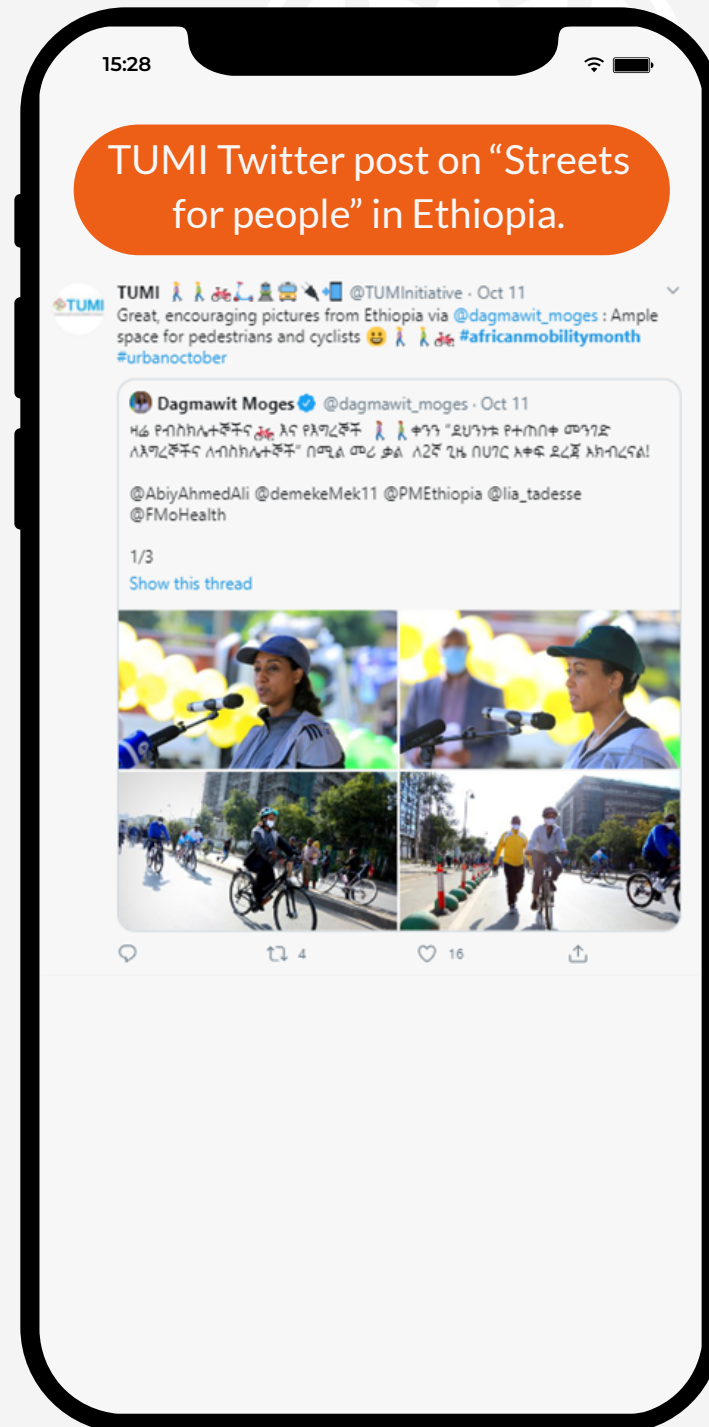 15:28
TUMI Twitter post on “Streets
for people” in Ethiopia.
TUMI @TUMInitiative · Oct 11
TUMI
Great, encouraging pictures from Ethiopia via @dagmawit_moges : Ample
space for pedestrians and cyclists #africanmobilitymonth
#urbanoctober
Dagmawit Moges @dagmawit_moges · Oct 11
ዛሬ የብስክሌተኞችና እና የእግረኞች ቀንን “ደህንነቱ የተጠበቀ መንገድ
ለእግረኞችና ለብስክሌተኞች” በሚል መሪ ቃል ለ2ኛ ጊዜ በሀገር አቀፍ ደረጃ አክብረናል!
@AbiyAhmedAli @demekeMek11 @PMEthiopia @lia_tadesse
@FMoHealth
1/3
Show this thread
4
16